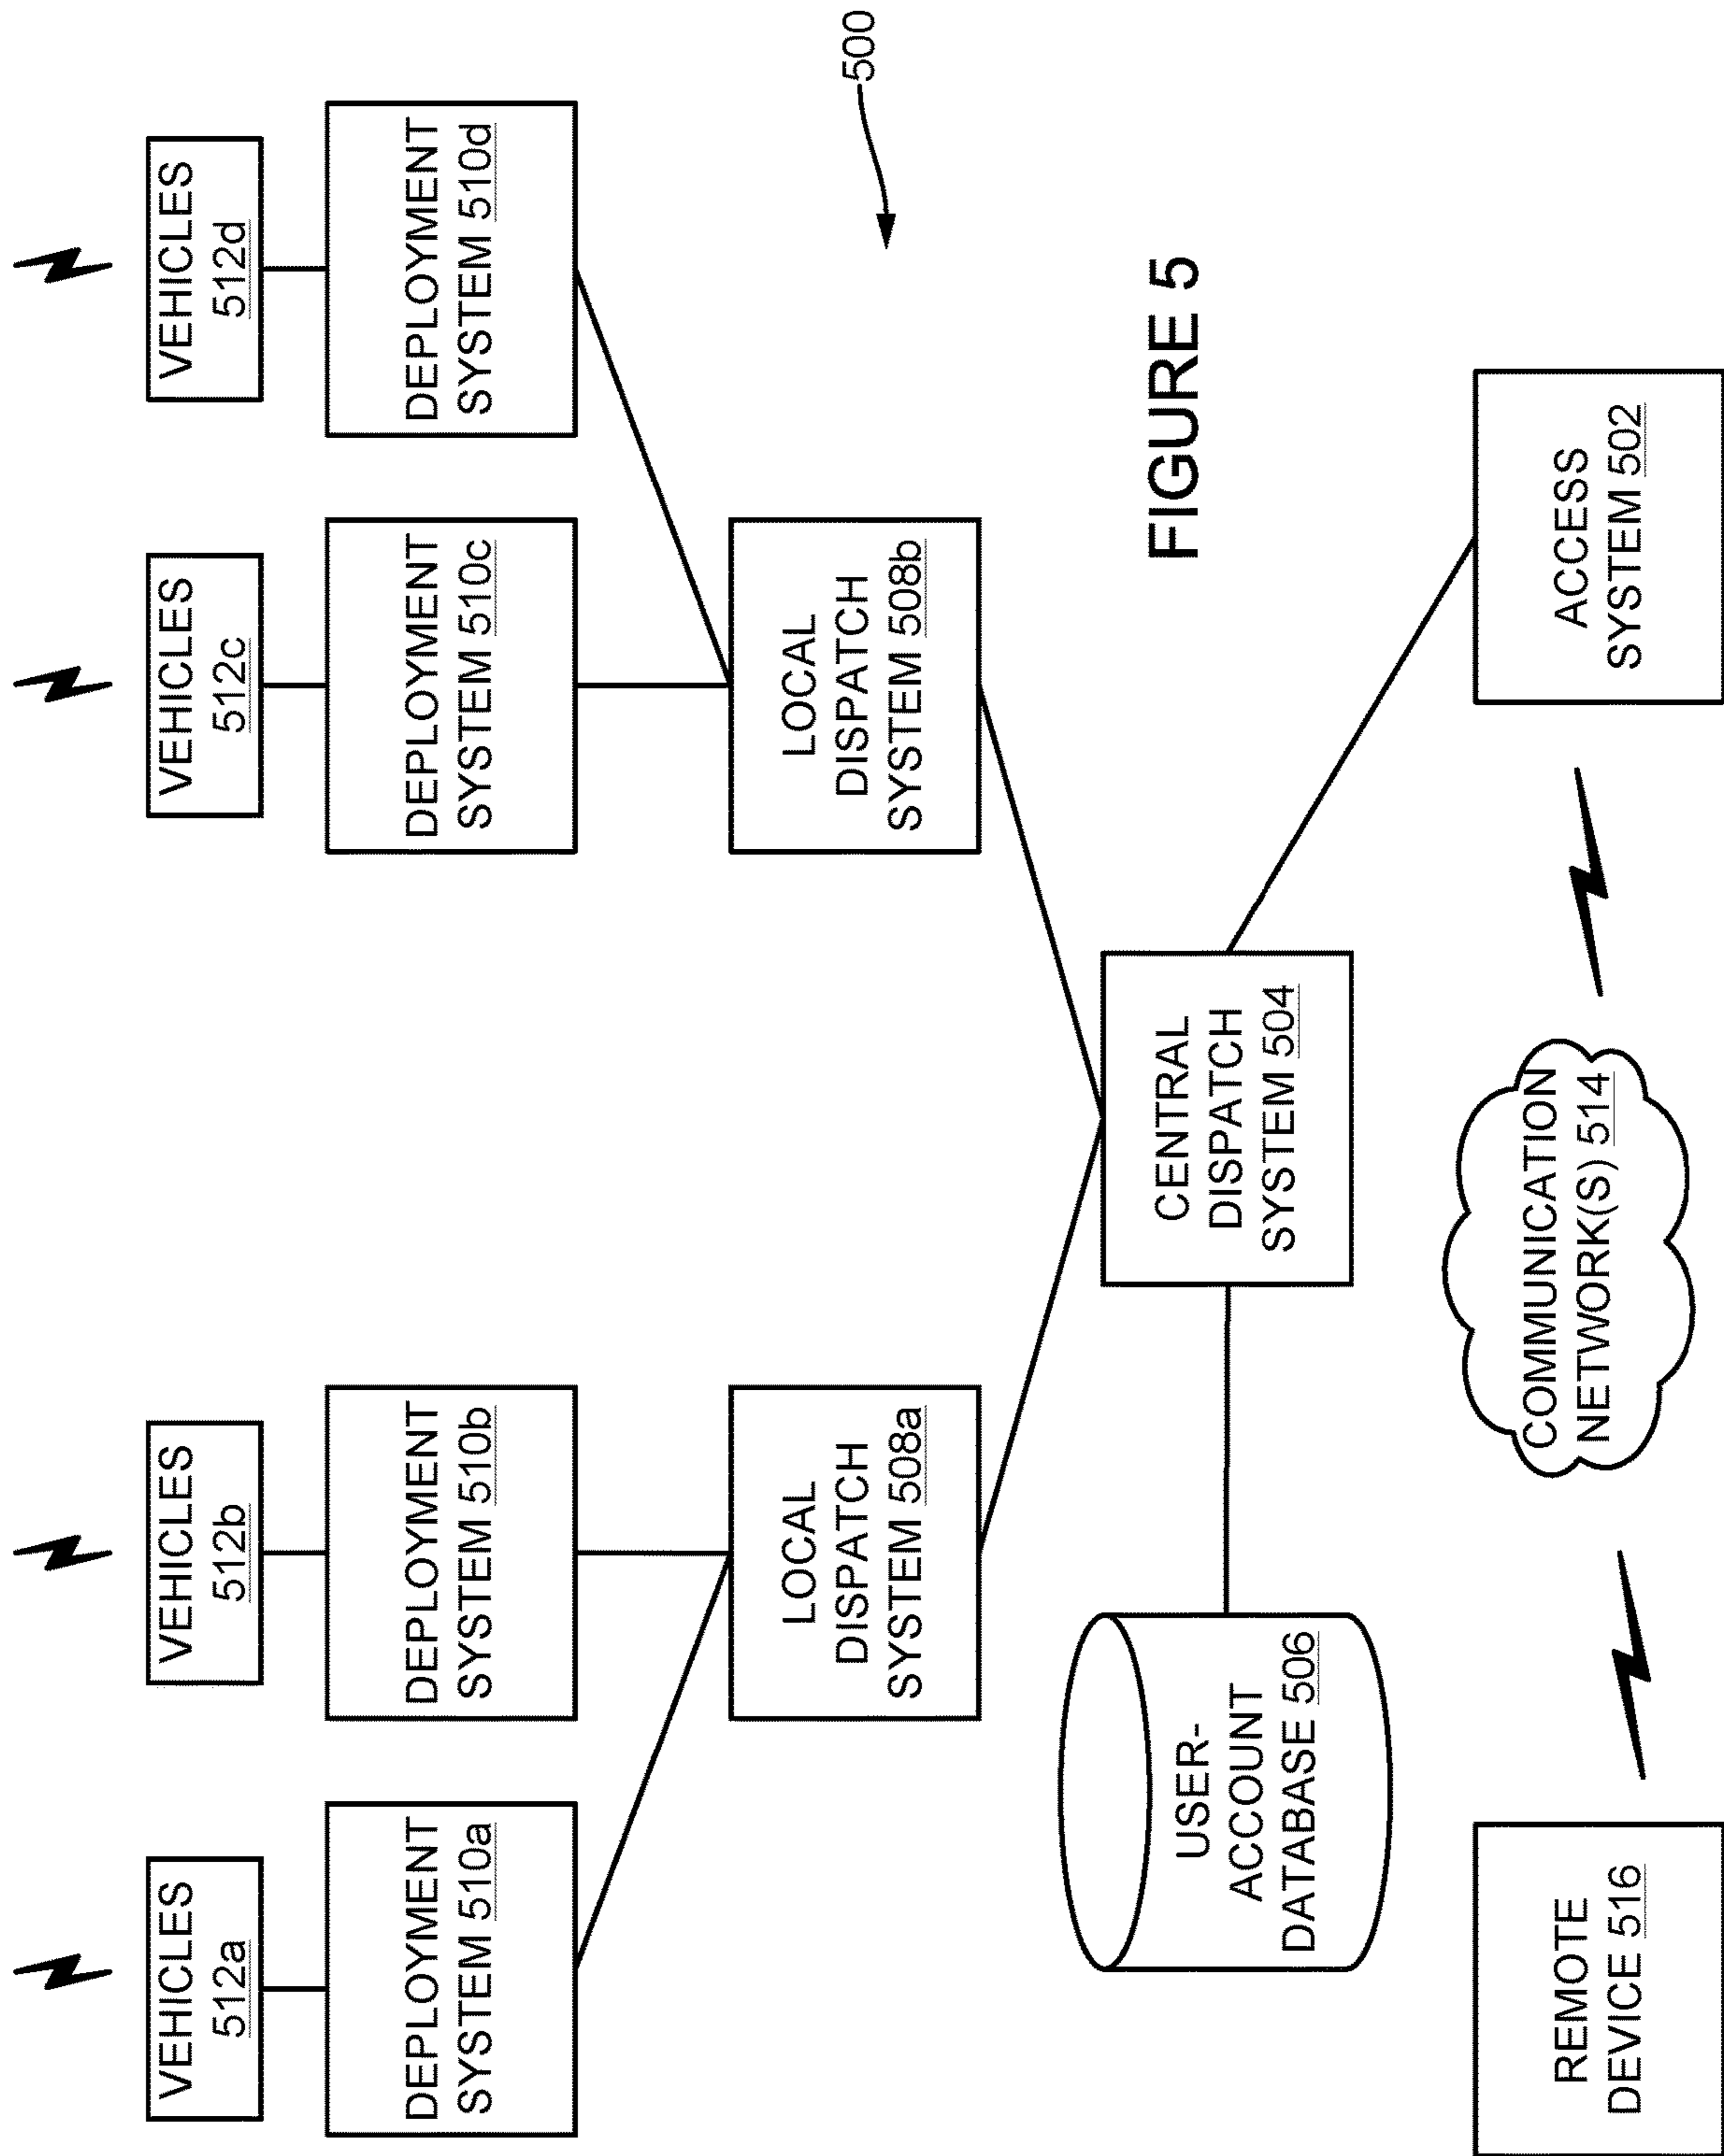 VEHICLES
512a
VEHICLES
512b
VEHICLES
512c
VEHICLES
512d
DEPLOYMENT
SYSTEM 510a
DEPLOYMENT
SYSTEM 510b
DEPLOYMENT
SYSTEM 510c
DEPLOYMENT
SYSTEM 510d
LOCAL
DISPATCH
SYSTEM 508a
LOCAL
DISPATCH
SYSTEM 508b
500
USER-
ACCOUNT
DATABASE 506
CENTRAL
DISPATCH
SYSTEM 504
FIGURE 5
REMOTE
DEVICE 516
COMMUNICATION
NETWORK(S) 514
ACCESS
SYSTEM 502